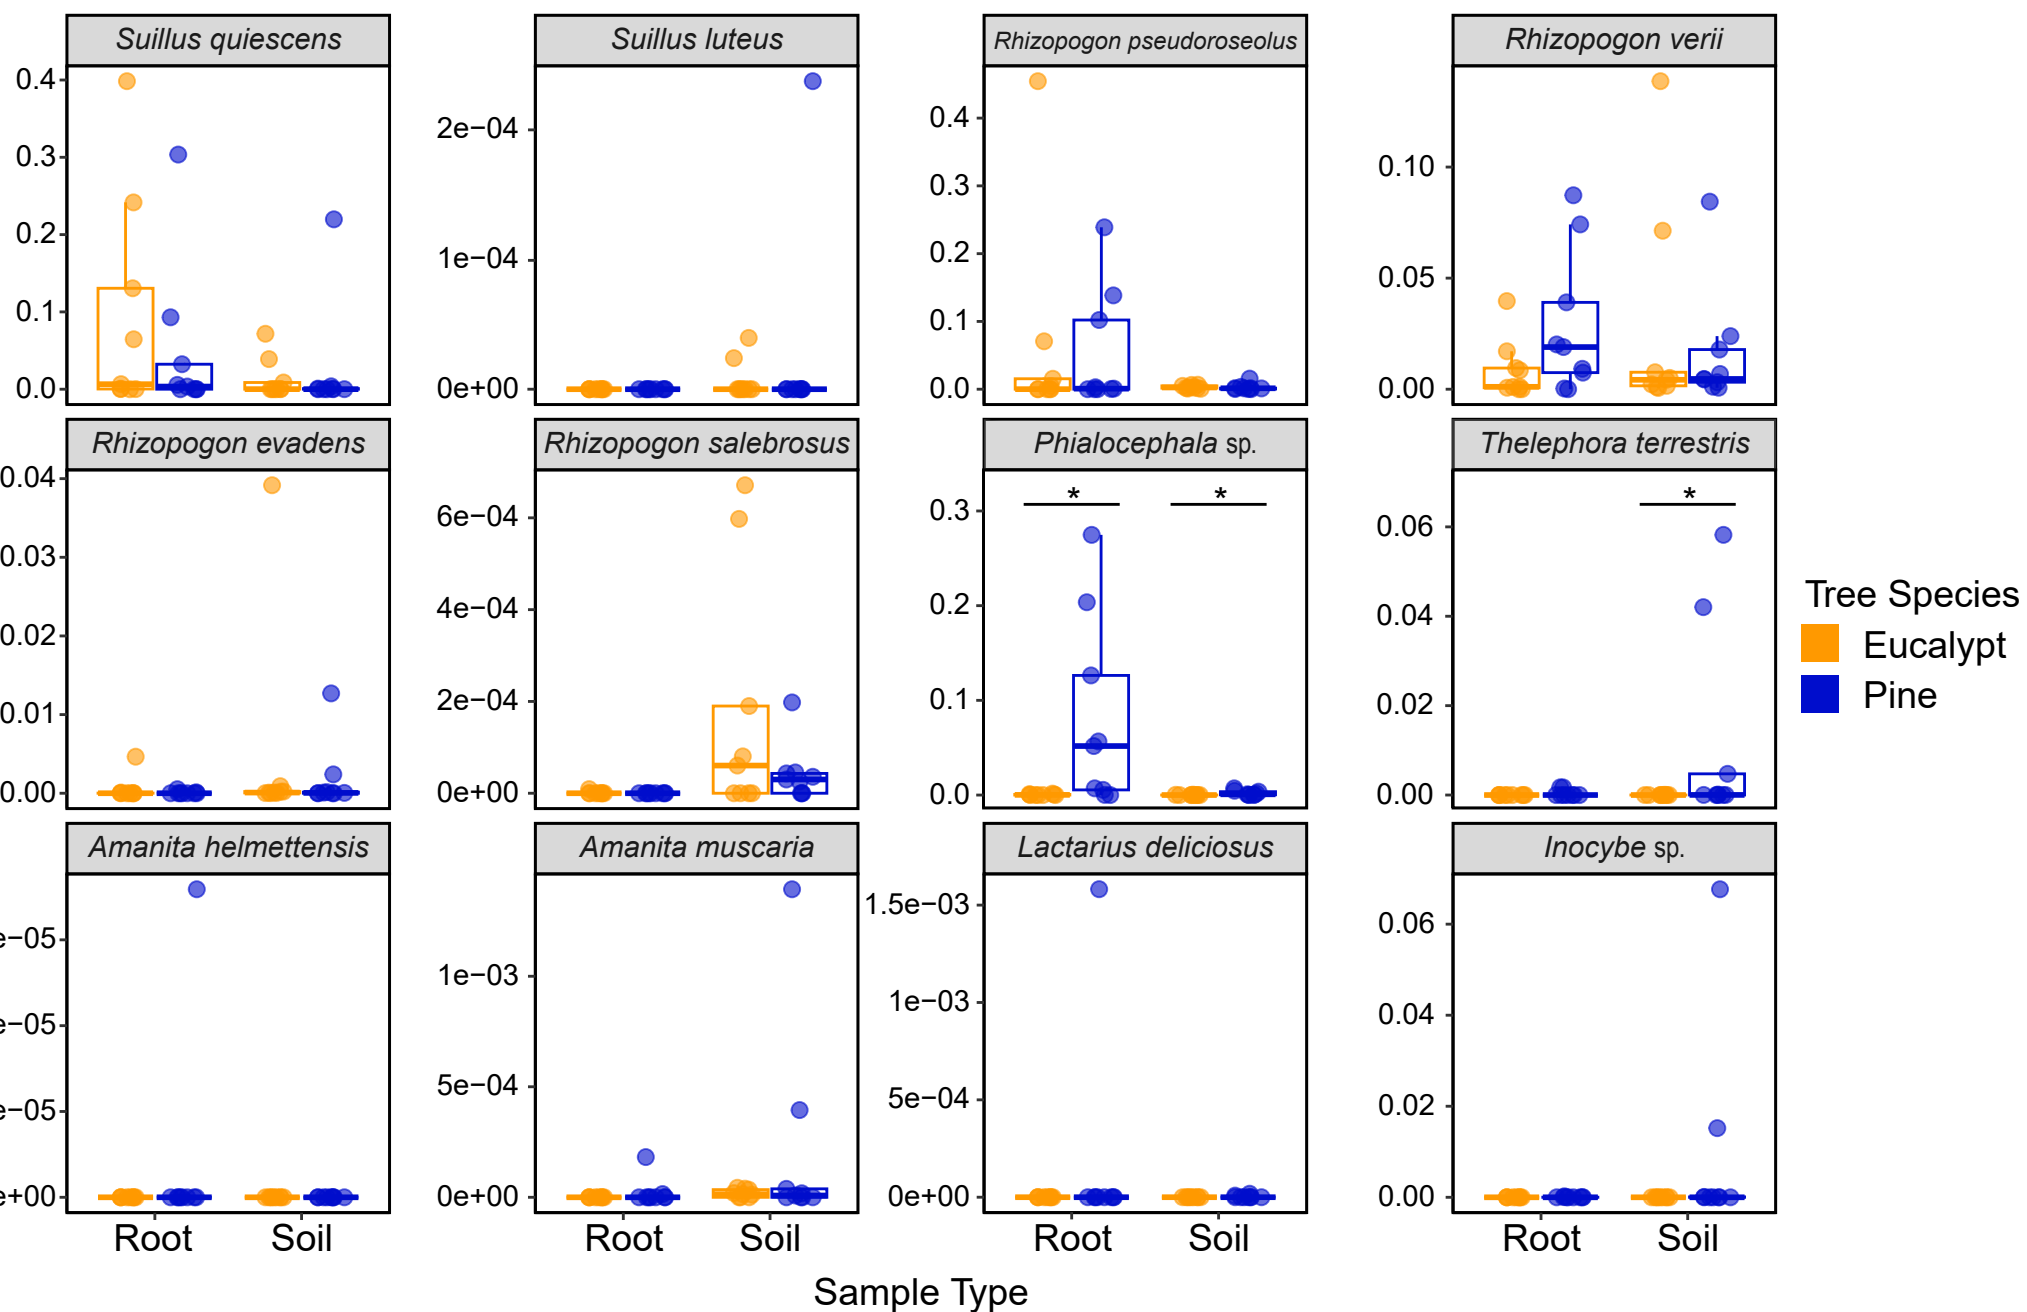 Suillus quiescens
Suillus luteus
Rhizopogon pseudoroseolus
Rhizopogon verii
0.4
0.3
0.2
0.1
0.0
2e−04
1e−04
0e+00
0.4
0.3
0.2
0.1
0.0
0.10
0.05
0.00
Rhizopogon evadens
Rhizopogon salebrosus
Phialocephala sp.
Thelephora terrestris
0.04
0.03
0.02
0.01
0.00
6e−04
4e−04
2e−04
0e+00
* *
0.3
0.2
0.1
0.0
*
0.06
0.04
0.02
0.00
Tree Species
Eucalypt
Pine
Amanita helmettensis
Amanita muscaria
Lactarius deliciosus
Inocybe sp.
e−05
e−05
e−05
e+00
1e−03
5e−04
0e+00
1.5e−03
1e−03
5e−04
0e+00
0.06
0.04
0.02
0.00
Root Soil
Root Soil
Root Soil
Root Soil
Sample Type